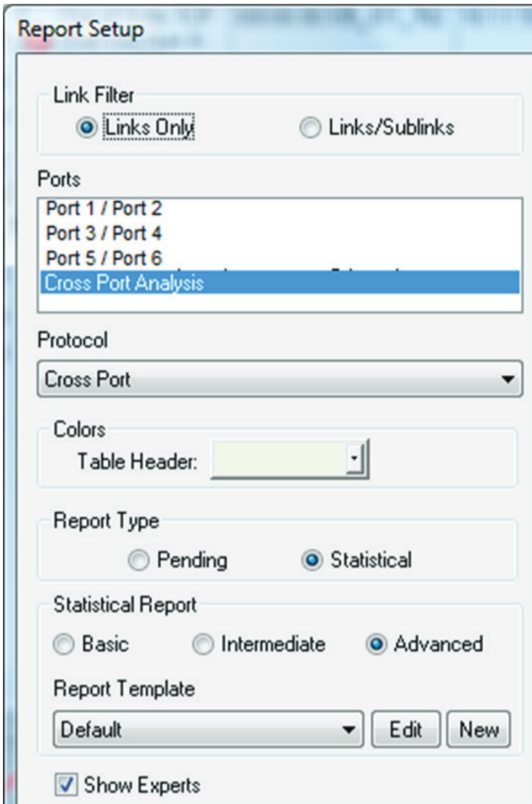 Report Setup
Link Filter
Links Only Links/Sublinks
Ports
Port 1 / Port 2
Port 3 / Port 4
Port 5 / Port 6
Cross Port Analysis
Protocol
Cross Port
Colors
Table Header:
Report Type
Pending Statistical
Statistical Report
Basic Intermediate Advanced
Report Template
Default Edit New
Show Experts